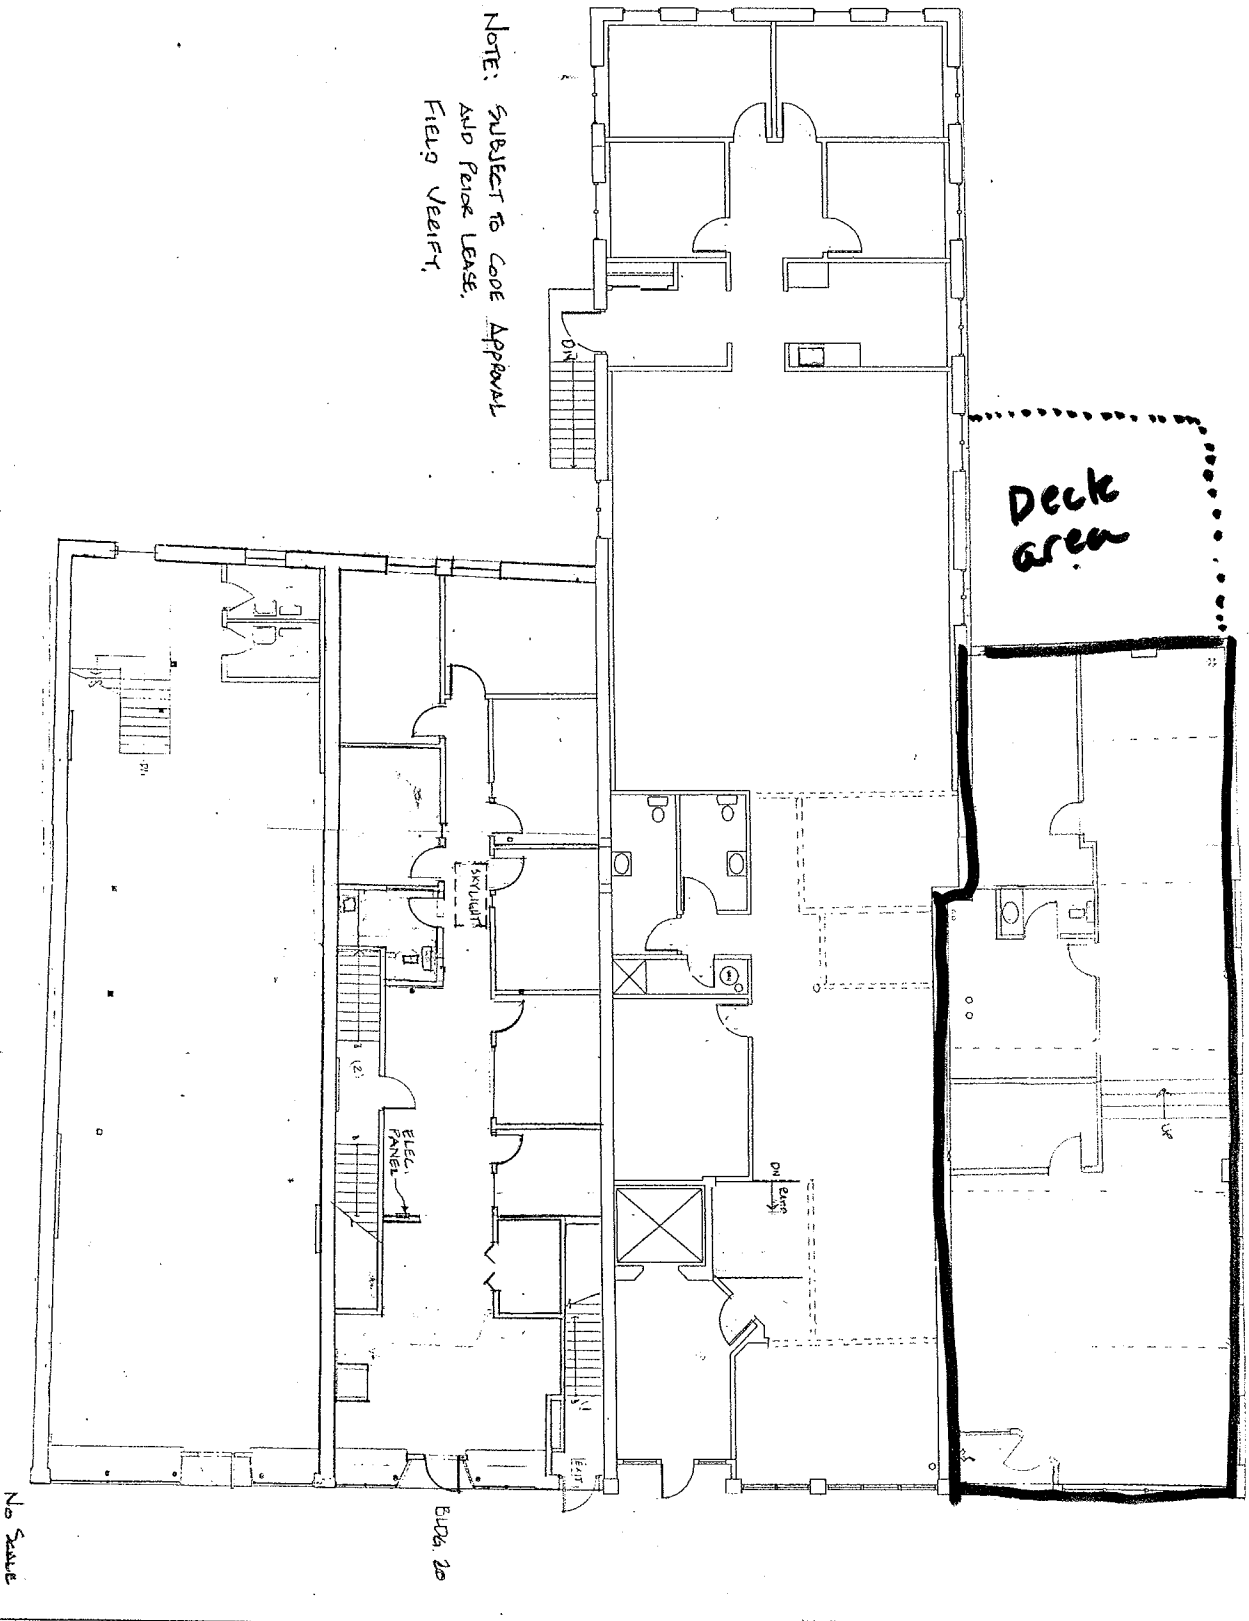 NOTE: SUBJECT TO CODE APPROVAL
AND PRIOR LEASE.
FIELD VERIFY.
DN
Deck
area
SKYLIGHT
ELEC.
PANEL
DN
RAMP
UP
EXIT
BLDG. 20
No SCALE